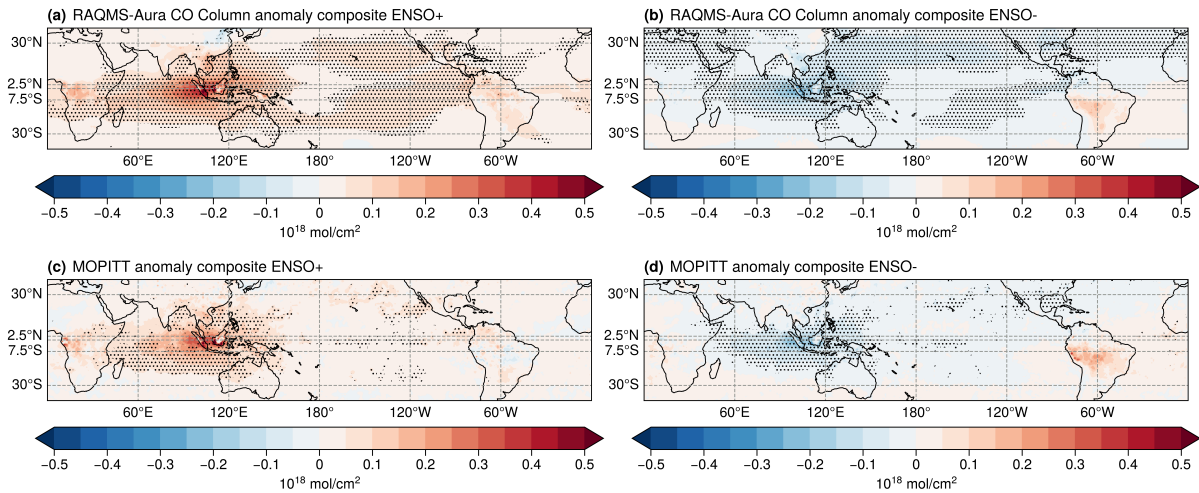 (a) RAQMS-Aura CO Column anomaly composite ENSO+
30°N
2.5°N
7.5°S
30°S
60°E 120°E 180° 120°W 60°W
−0.5 −0.4 −0.3 −0.2 −0.1 0 0.1 0.2 0.3 0.4 0.5
10¹⁸ mol/cm²
(b) RAQMS-Aura CO Column anomaly composite ENSO-
30°N
2.5°N
7.5°S
30°S
60°E 120°E 180° 120°W 60°W
−0.5 −0.4 −0.3 −0.2 −0.1 0 0.1 0.2 0.3 0.4 0.5
10¹⁸ mol/cm²
(c) MOPITT anomaly composite ENSO+
30°N
2.5°N
7.5°S
30°S
60°E 120°E 180° 120°W 60°W
−0.5 −0.4 −0.3 −0.2 −0.1 0 0.1 0.2 0.3 0.4 0.5
10¹⁸ mol/cm²
(d) MOPITT anomaly composite ENSO-
30°N
2.5°N
7.5°S
30°S
60°E 120°E 180° 120°W 60°W
−0.5 −0.4 −0.3 −0.2 −0.1 0 0.1 0.2 0.3 0.4 0.5
10¹⁸ mol/cm²